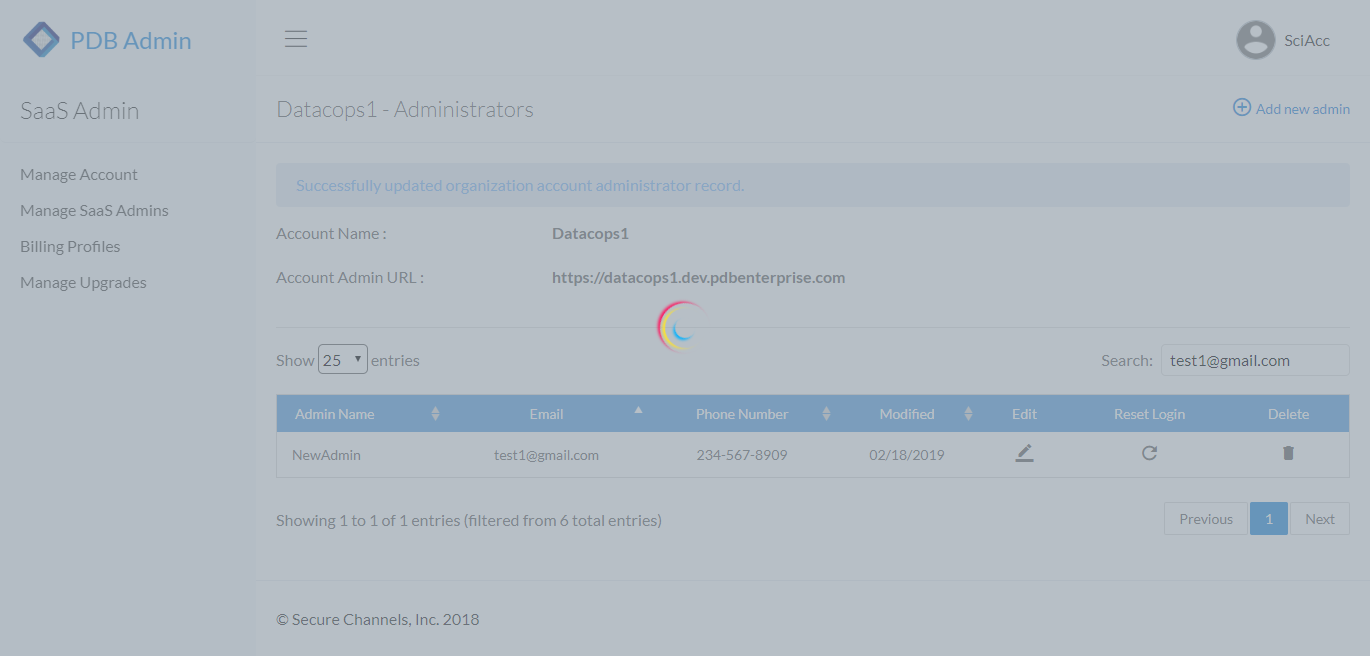 PDB Admin
SciAcc
SaaS Admin
Datacops1 - Administrators
Add new admin
Manage Account
Manage SaaS Admins
Billing Profiles
Manage Upgrades
Successfully updated organization account administrator record.
Account Name : Datacops1
Account Admin URL : https://datacops1.dev.pdbenterprise.com
Show 25 entries Search: test1@gmail.com
Admin Name Email Phone Number Modified Edit Reset Login Delete
NewAdmin test1@gmail.com 234-567-8909 02/18/2019
Showing 1 to 1 of 1 entries (filtered from 6 total entries) Previous 1 Next
© Secure Channels, Inc. 2018